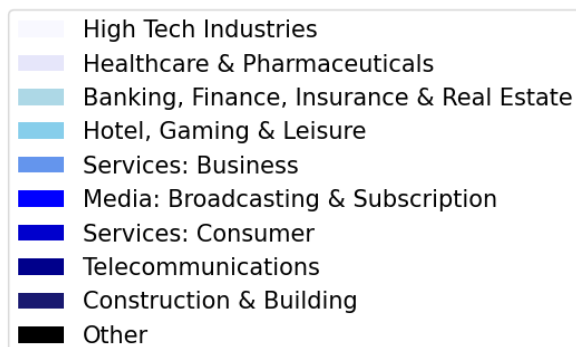 High Tech Industries
Healthcare & Pharmaceuticals
Banking, Finance, Insurance & Real Estate
Hotel, Gaming & Leisure
Services: Business
Media: Broadcasting & Subscription
Services: Consumer
Telecommunications
Construction & Building
Other